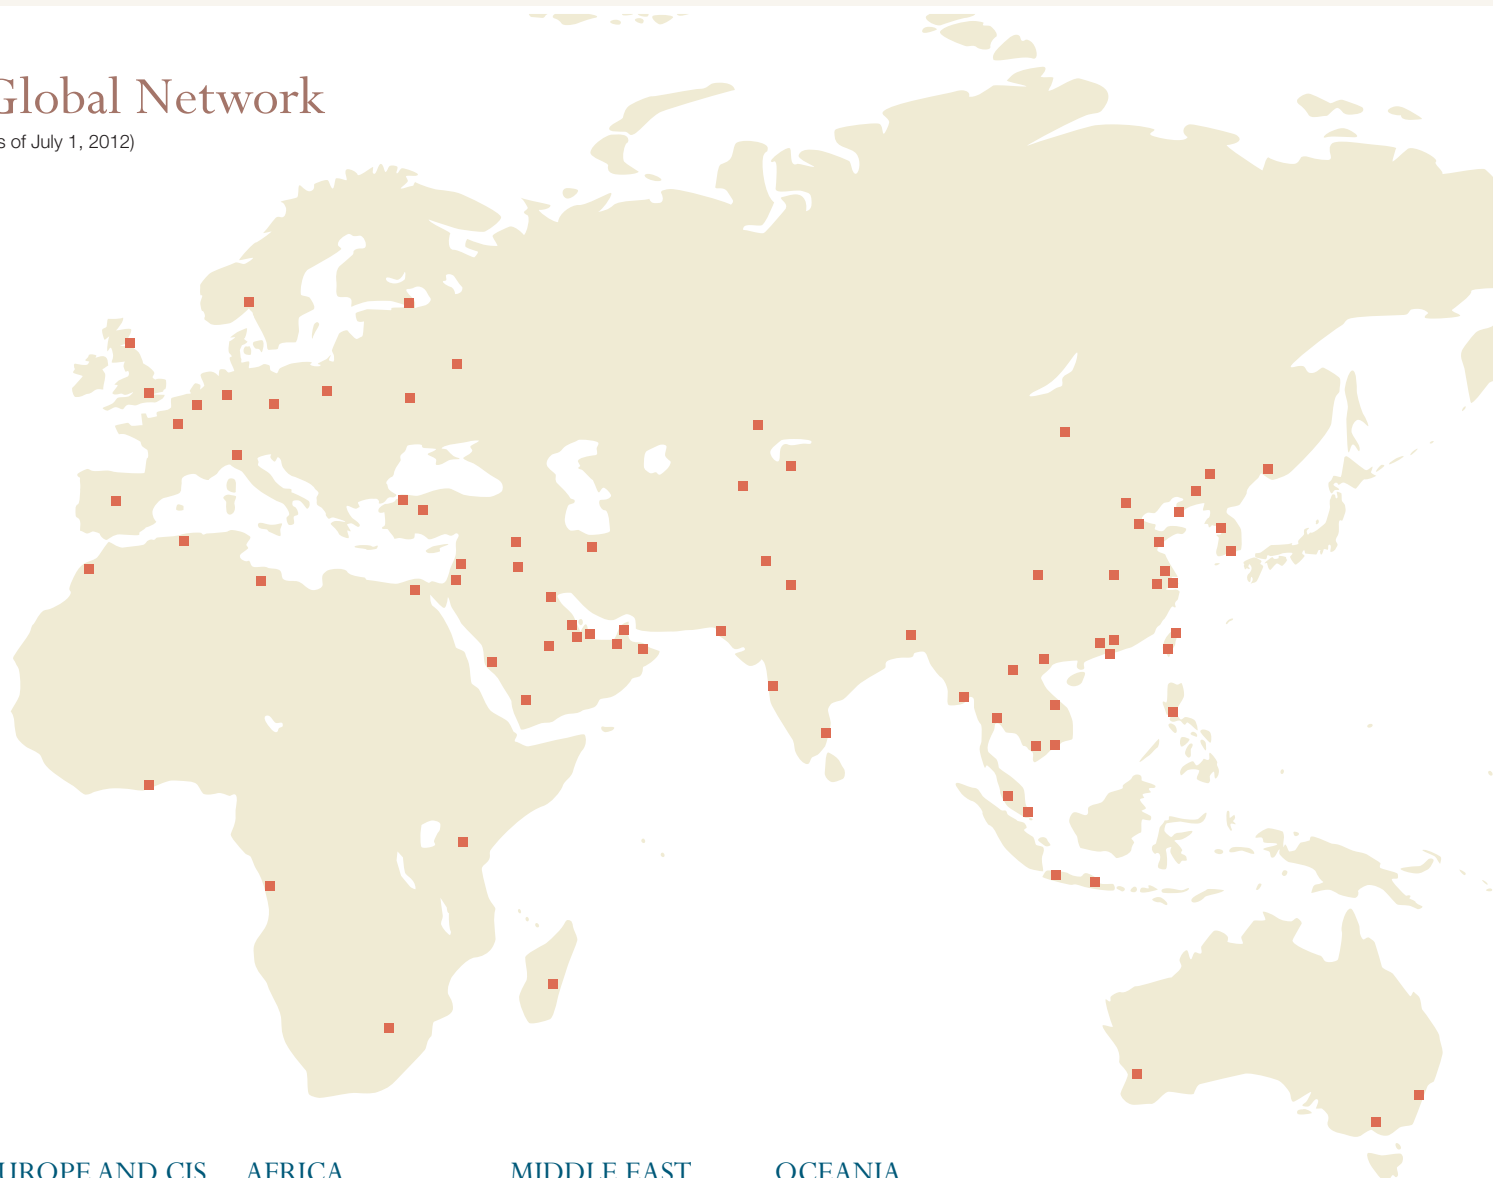 Global Network
s of July 1, 2012)
UROPE AND CIS AFRICA MIDDLE EAST OCEANIA